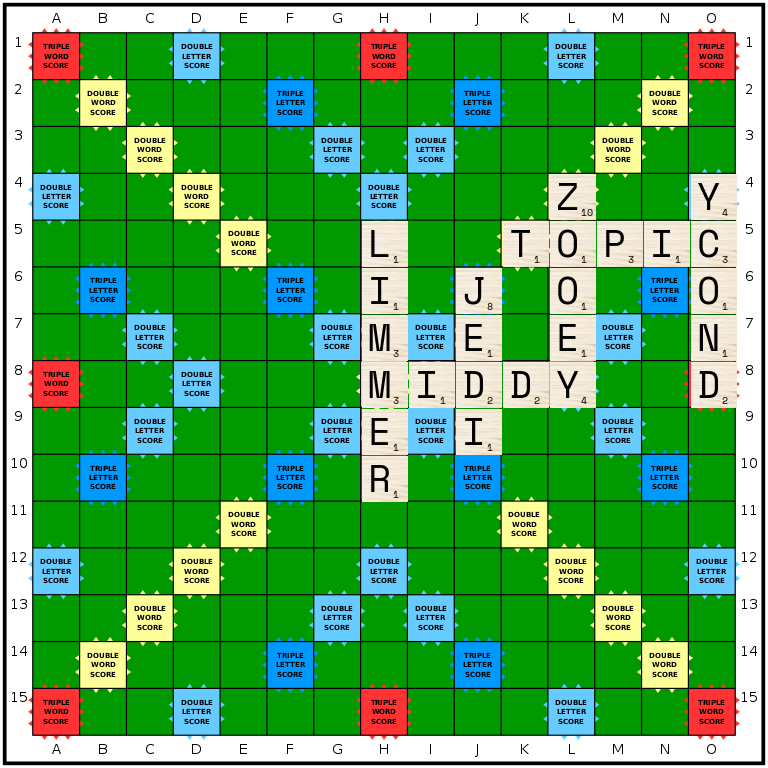 A B C D E F G H I J K L M N O
1 TRIPLE WORD SCORE DOUBLE LETTER SCORE TRIPLE WORD SCORE DOUBLE LETTER SCORE TRIPLE WORD SCORE 1
2 DOUBLE WORD SCORE TRIPLE LETTER SCORE TRIPLE LETTER SCORE DOUBLE WORD SCORE 2
3 DOUBLE WORD SCORE DOUBLE LETTER SCORE DOUBLE LETTER SCORE DOUBLE WORD SCORE 3
4 DOUBLE LETTER SCORE DOUBLE WORD SCORE DOUBLE LETTER SCORE Z10 Y4 4
5 DOUBLE WORD SCORE L1 T1 O1 P3 I1 C3 5
6 TRIPLE LETTER SCORE TRIPLE LETTER SCORE I1 J8 O1 TRIPLE LETTER SCORE O1 6
7 DOUBLE LETTER SCORE DOUBLE LETTER SCORE M3 DOUBLE LETTER SCORE E1 E1 DOUBLE LETTER SCORE N1 7
8 TRIPLE WORD SCORE DOUBLE LETTER SCORE M3 I1 D2 D2 Y4 D2 8
9 DOUBLE LETTER SCORE DOUBLE LETTER SCORE E1 DOUBLE LETTER SCORE I1 DOUBLE LETTER SCORE 9
10 TRIPLE LETTER SCORE TRIPLE LETTER SCORE R1 TRIPLE LETTER SCORE TRIPLE LETTER SCORE 10
11 DOUBLE WORD SCORE DOUBLE WORD SCORE 11
12 DOUBLE LETTER SCORE DOUBLE WORD SCORE DOUBLE LETTER SCORE DOUBLE WORD SCORE DOUBLE LETTER SCORE 12
13 DOUBLE WORD SCORE DOUBLE LETTER SCORE DOUBLE LETTER SCORE DOUBLE WORD SCORE 13
14 DOUBLE WORD SCORE TRIPLE LETTER SCORE TRIPLE LETTER SCORE DOUBLE WORD SCORE 14
15 TRIPLE WORD SCORE DOUBLE LETTER SCORE TRIPLE WORD SCORE DOUBLE LETTER SCORE TRIPLE WORD SCORE 15
A B C D E F G H I J K L M N O